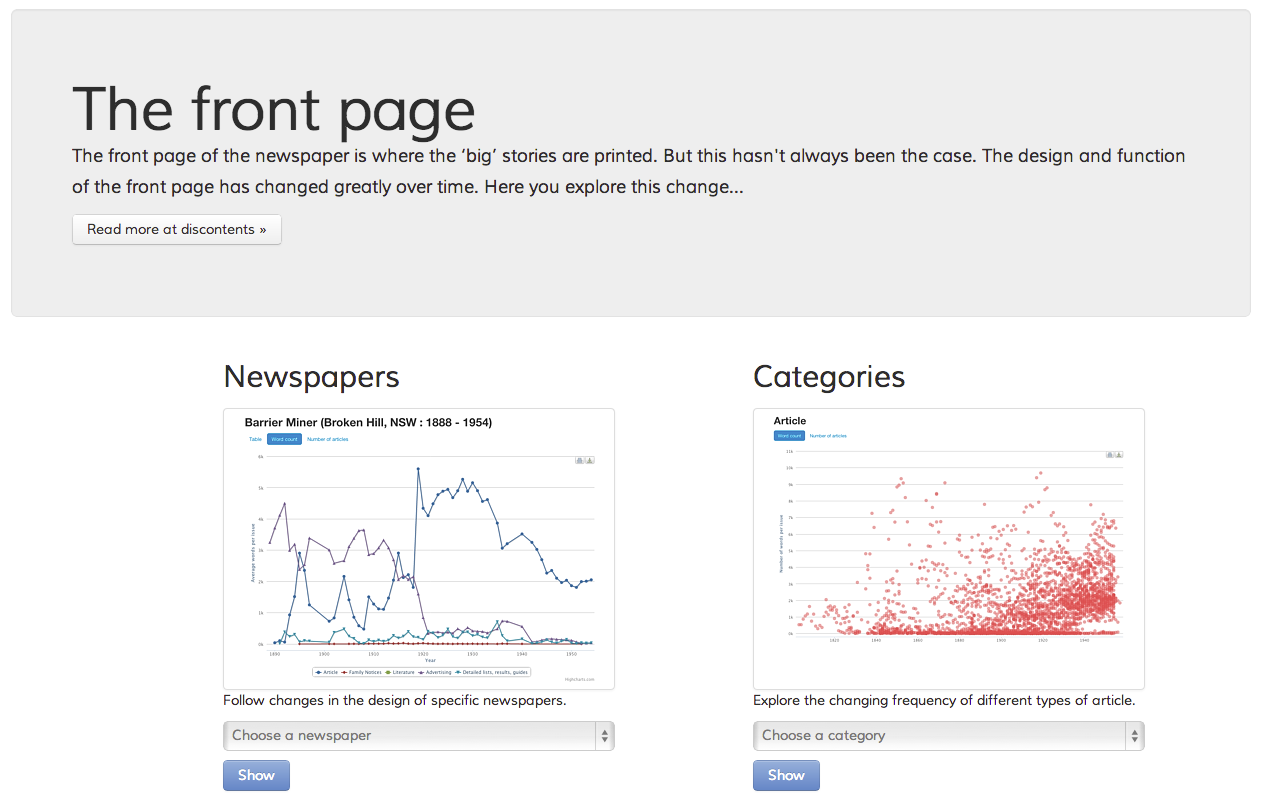 The front page
The front page of the newspaper is where the ‘big’ stories are printed. But this hasn't always been the case. The design and function
of the front page has changed greatly over time. Here you explore this change...
Read more at discontents »
Newspapers
Barrier Miner (Broken Hill, NSW : 1888 - 1954)
Table Word count Number of articles
6k
5k
4k
3k
2k
1k
0k
Average words per issue
1890 1900 1910 1920 1930 1940 1950
Year
Article Family Notices Literature Advertising Detailed lists, results, guides
Highcharts.com
Follow changes in the design of specific newspapers.
Choose a newspaper
Show
Categories
Article
Word count Number of articles
11k
10k
9k
8k
7k
6k
5k
4k
3k
2k
1k
0k
Number of words per issue
1820 1840 1860 1880 1900 1920 1940
Explore the changing frequency of different types of article.
Choose a category
Show